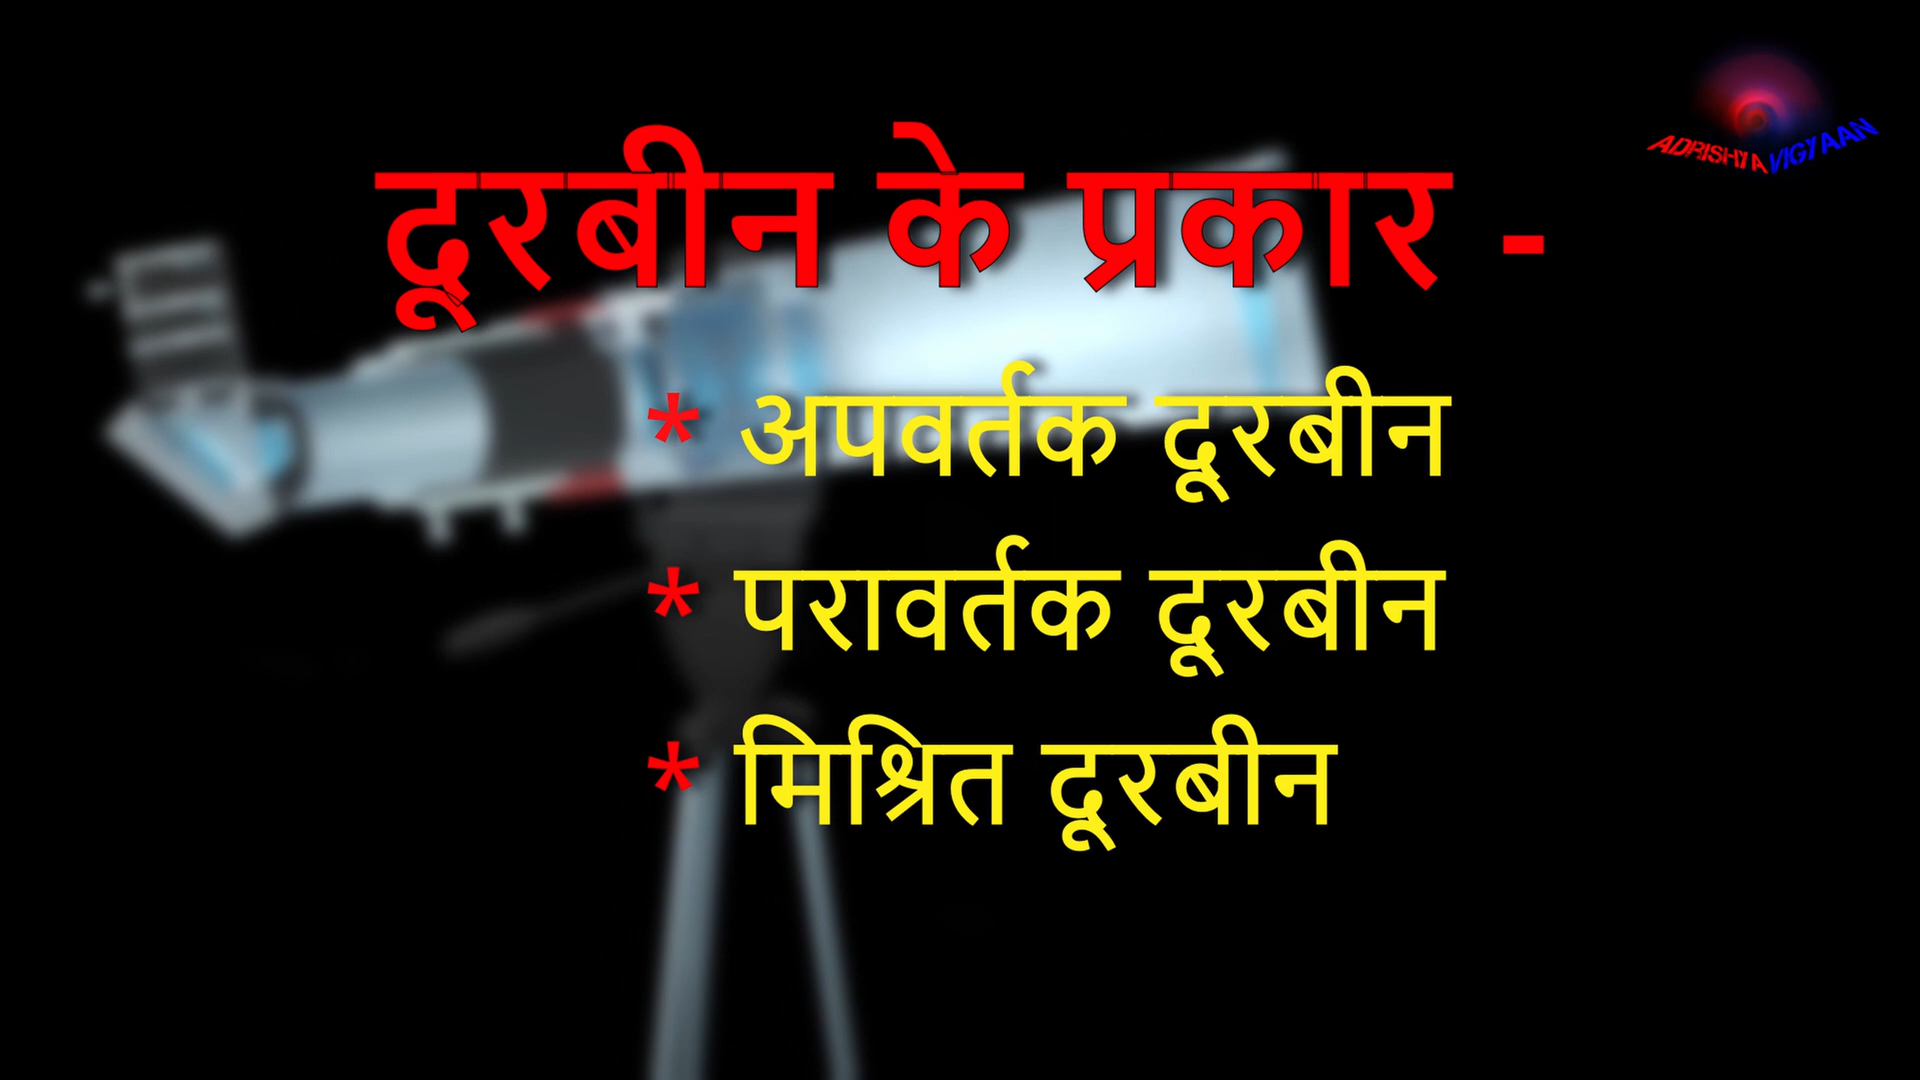 ADRISHYA VIGYAAN
दूरबीन के प्रकार -
* अपवर्तक दूरबीन
* परावर्तक दूरबीन
* मिश्रित दूरबीन